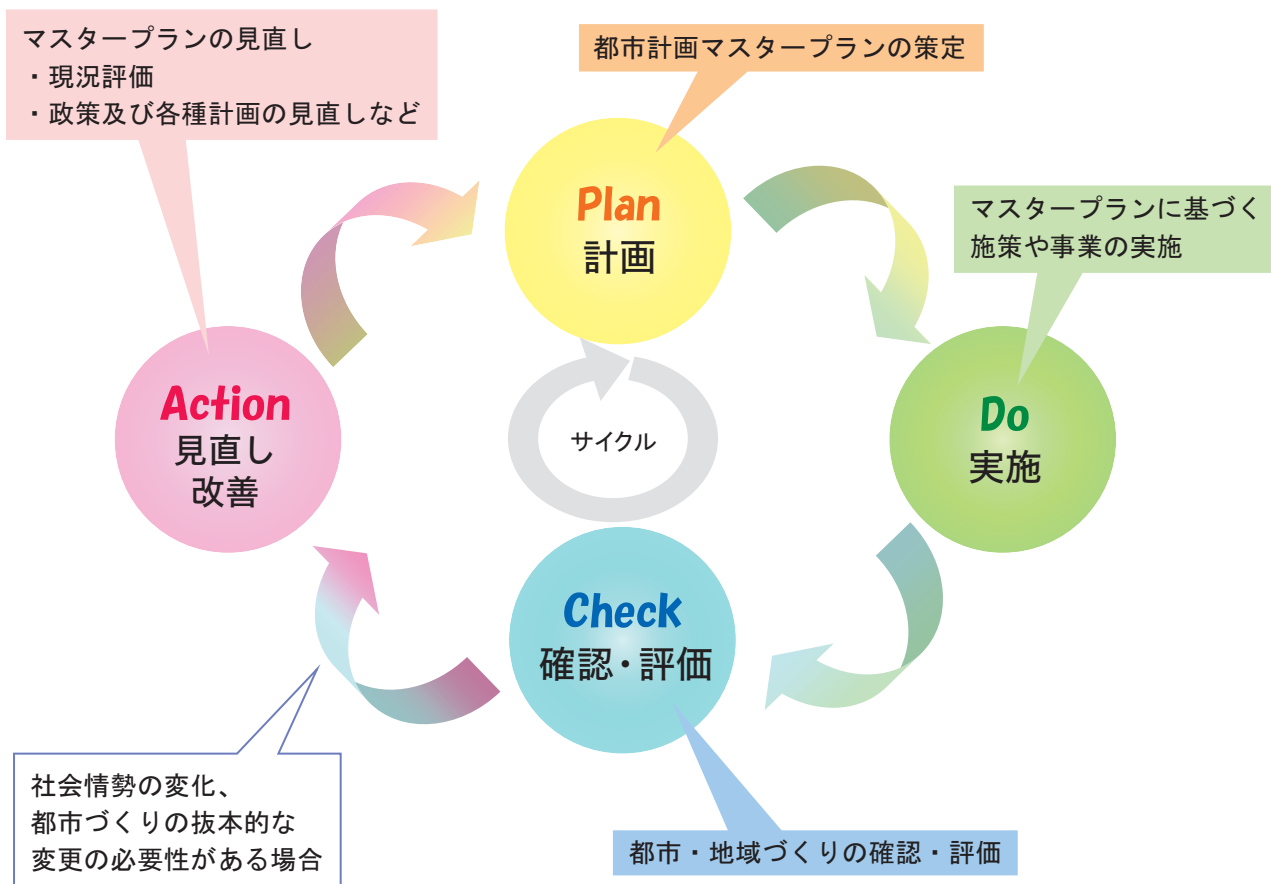 マスタープランの見直し
・現況評価
・政策及び各種計画の見直しなど
都市計画マスタープランの策定
Plan
計画
マスタープランに基づく
施策や事業の実施
Action
見直し
改善
サイクル
Do
実施
Check
確認・評価
社会情勢の変化、
都市づくりの抜本的な
変更の必要性がある場合
都市・地域づくりの確認・評価